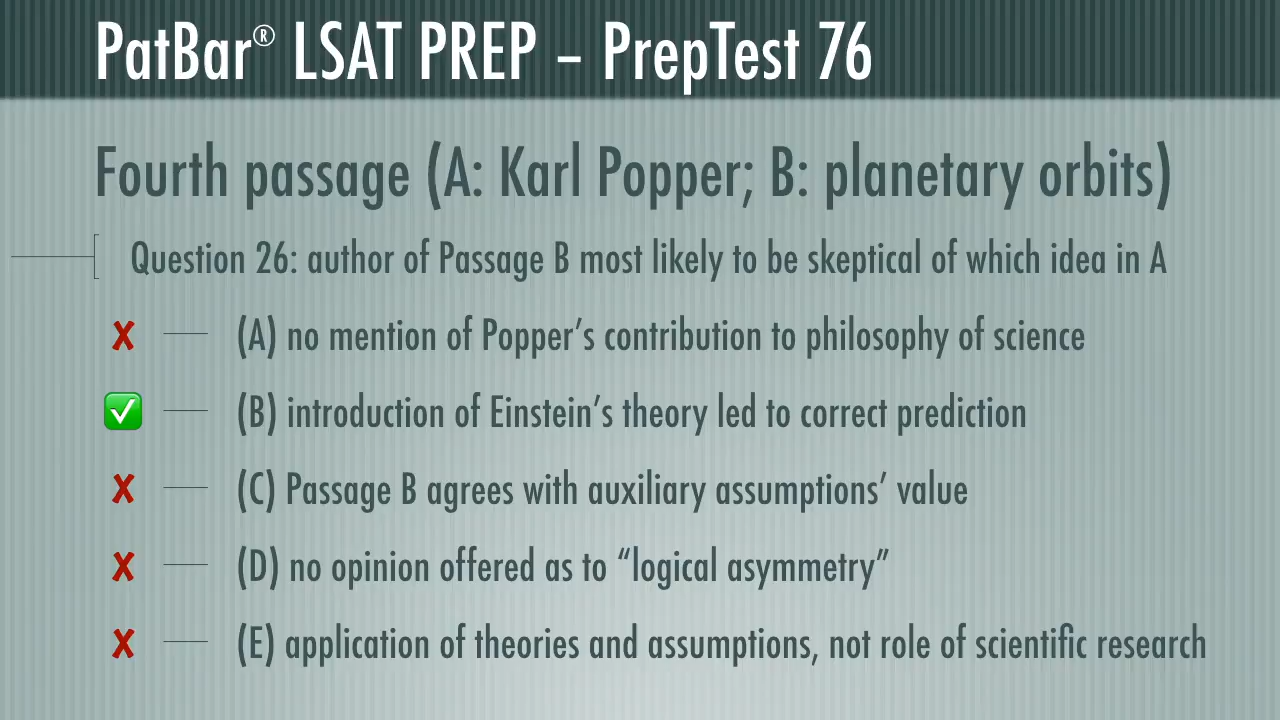 PatBar® LSAT PREP – PrepTest 76
Fourth passage (A: Karl Popper; B: planetary orbits)
Question 26: author of Passage B most likely to be skeptical of which idea in A
✘ (A) no mention of Popper’s contribution to philosophy of science
✅ (B) introduction of Einstein’s theory led to correct prediction
✘ (C) Passage B agrees with auxiliary assumptions’ value
✘ (D) no opinion offered as to “logical asymmetry”
✘ (E) application of theories and assumptions, not role of scientific research